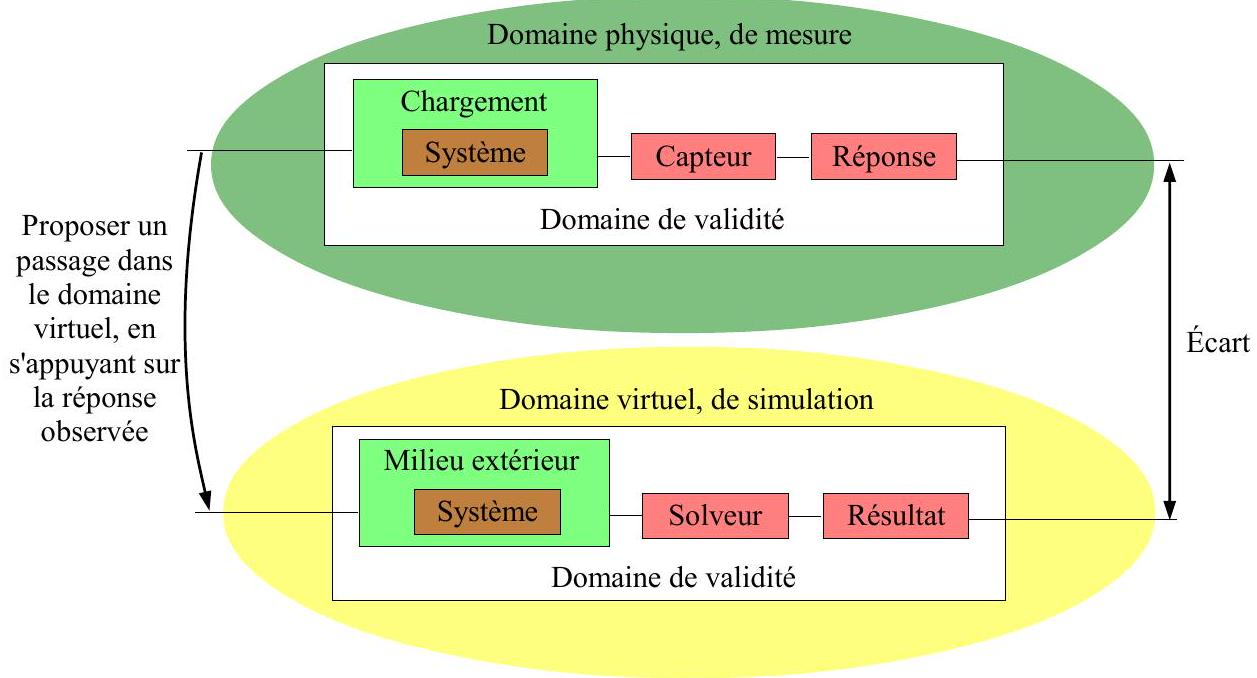 Domaine physique, de mesure
Chargement
Système
Capteur
Réponse
Domaine de validité
Proposer un
passage dans
le domaine
virtuel, en
s'appuyant sur
la réponse
observée
Écart
Domaine virtuel, de simulation
Milieu extérieur
Système
Solveur
Résultat
Domaine de validité